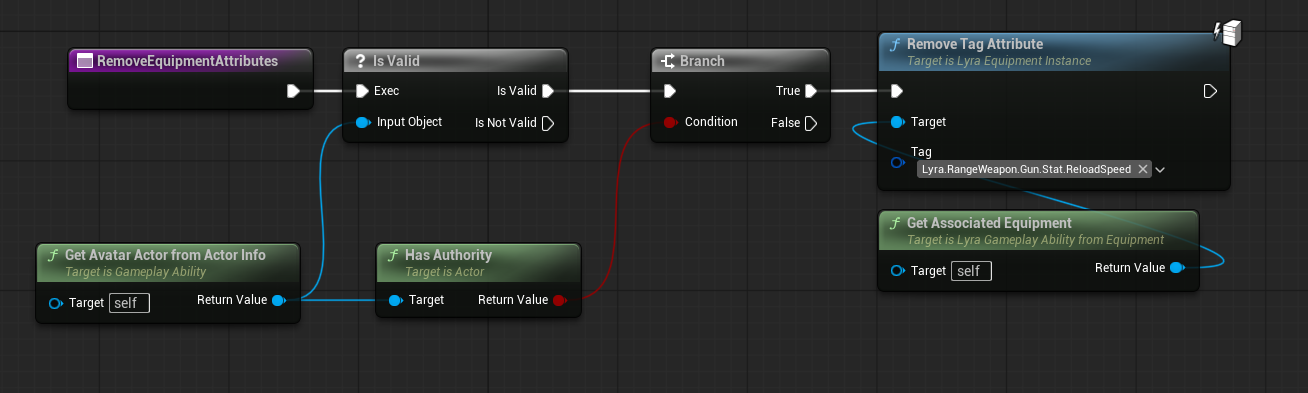 RemoveEquipmentAttributes
? Is Valid
Exec
Is Valid
Input Object
Is Not Valid
Branch
True
Condition
False
f Remove Tag Attribute
Target is Lyra Equipment Instance
Target
Tag
Lyra.RangeWeapon.Gun.Stat.ReloadSpeed
f Get Avatar Actor from Actor Info
Target is Gameplay Ability
Target self
Return Value
f Has Authority
Target is Actor
Target
Return Value
f Get Associated Equipment
Target is Lyra Gameplay Ability from Equipment
Target self
Return Value